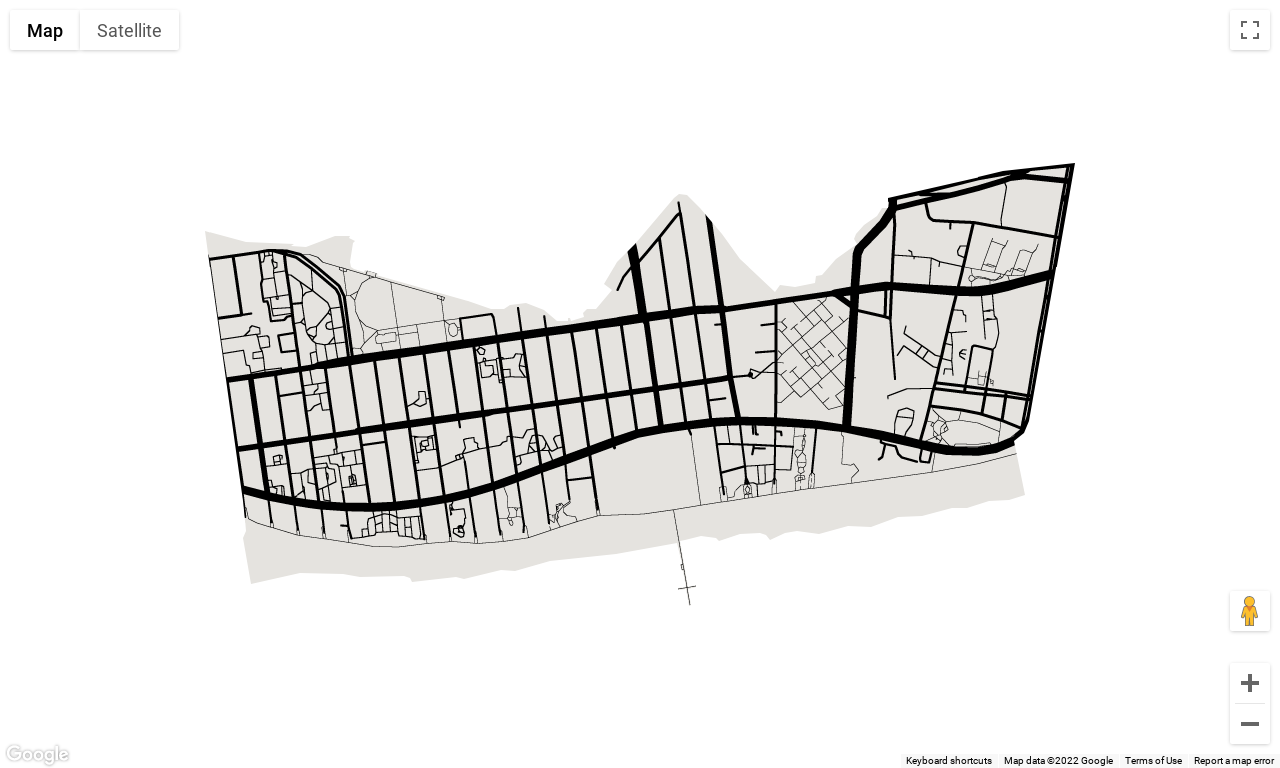 Map Satellite
Google
Keyboard shortcuts Map data ©2022 Google Terms of Use Report a map error